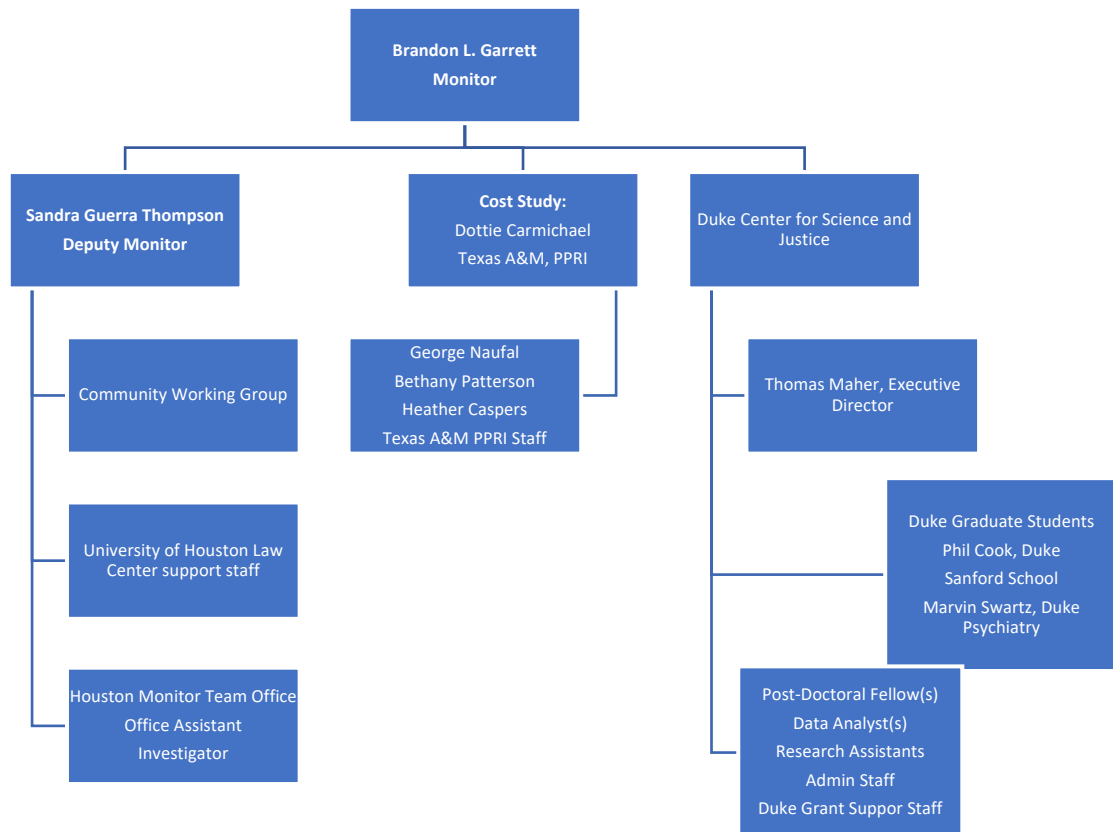 Brandon L. Garrett
Monitor
Sandra Guerra Thompson
Deputy Monitor
Cost Study:
Dottie Carmichael
Texas A&M, PPRI
Duke Center for Science and
Justice
Community Working Group
George Naufal
Bethany Patterson
Heather Caspers
Texas A&M PPRI Staff
Thomas Maher, Executive
Director
University of Houston Law
Center support staff
Duke Graduate Students
Phil Cook, Duke
Sanford School
Marvin Swartz, Duke
Psychiatry
Houston Monitor Team Office
Office Assistant
Investigator
Post-Doctoral Fellow(s)
Data Analyst(s)
Research Assistants
Admin Staff
Duke Grant Suppor Staff